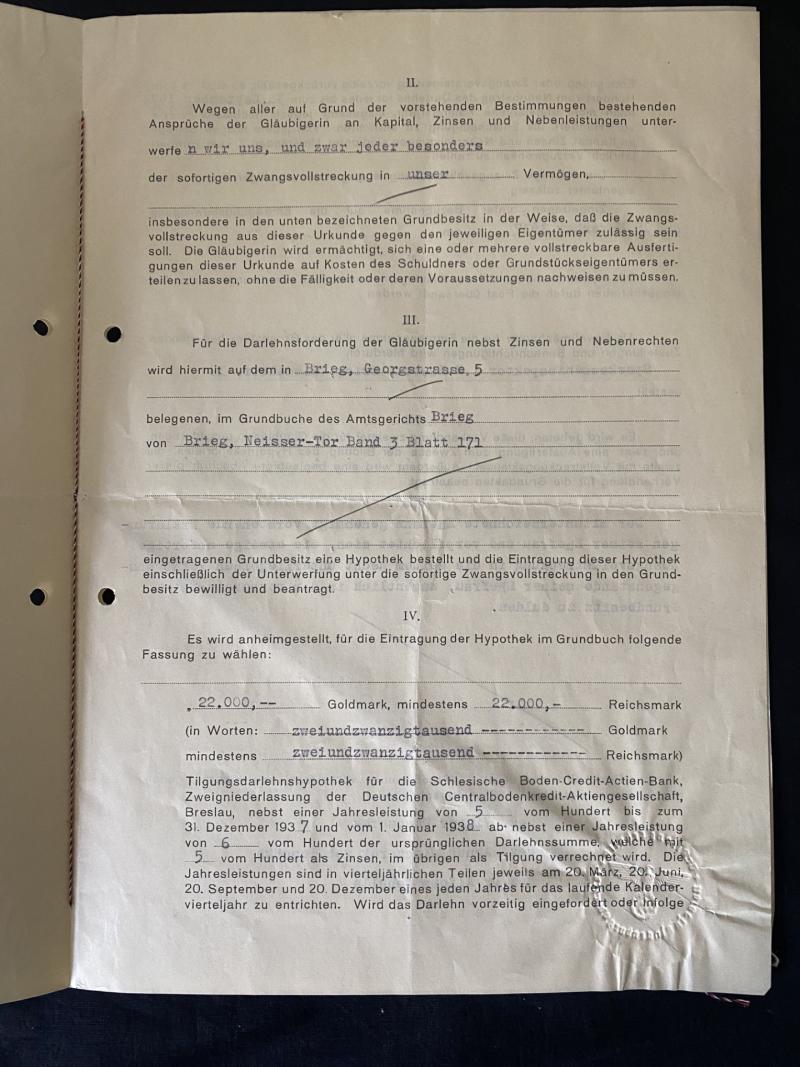 II.
Wegen aller auf Grund der vorstehenden Bestimmungen bestehenden
Ansprüche der Gläubigerin an Kapital, Zinsen und Nebenleistungen unter-
werfe n wir uns, und zwar jeder besonders
der sofortigen Zwangsvollstreckung in unser Vermögen,
insbesondere in den unten bezeichneten Grundbesitz in der Weise, daß die Zwangs-
vollstreckung aus dieser Urkunde gegen den jeweiligen Eigentümer zulässig sein
soll. Die Gläubigerin wird ermächtigt, sich eine oder mehrere vollstreckbare Ausferti-
gungen dieser Urkunde auf Kosten des Schuldners oder Grundstückseigentümers er-
teilen zu lassen, ohne die Fälligkeit oder deren Voraussetzungen nachweisen zu müssen.
III.
Für die Darlehnsforderung der Gläubigerin nebst Zinsen und Nebenrechten
wird hiermit auf dem in Brieg, Georgstrasse 5
belegenen, im Grundbuche des Amtsgerichts Brieg
von Brieg, Neisser-Tor Band 3 Blatt 171
eingetragenen Grundbesitz eine Hypothek bestellt und die Eintragung dieser Hypothek
einschließlich der Unterwerfung unter die sofortige Zwangsvollstreckung in den Grund-
besitz bewilligt und beantragt.
IV.
Es wird anheimgestellt, für die Eintragung der Hypothek im Grundbuch folgende
Fassung zu wählen:
„22.000,-- Goldmark, mindestens 22.000,- Reichsmark
(in Worten: zweiundzwanzigtausend ----------- Goldmark
mindestens zweiundzwanzigtausend ----------- Reichsmark)
Tilgungsdarlehnshypothek für die Schlesische Boden-Credit-Actien-Bank,
Zweigniederlassung der Deutschen Centralbodenkredit-Aktiengesellschaft,
Breslau, nebst einer Jahresleistung von 5 vom Hundert bis zum
31. Dezember 1937 und vom 1. Januar 1938 ab nebst einer Jahresleistung
von 6 vom Hundert der ursprünglichen Darlehnssumme, welche mit
5 vom Hundert als Zinsen, im übrigen als Tilgung verrechnet wird. Die
Jahresleistungen sind in vierteljährlichen Teilen jeweils am 20. März, 20. Juni,
20. September und 20. Dezember eines jeden Jahres für das laufende Kalender-
vierteljahr zu entrichten. Wird das Darlehn vorzeitig eingefordert oder infolge